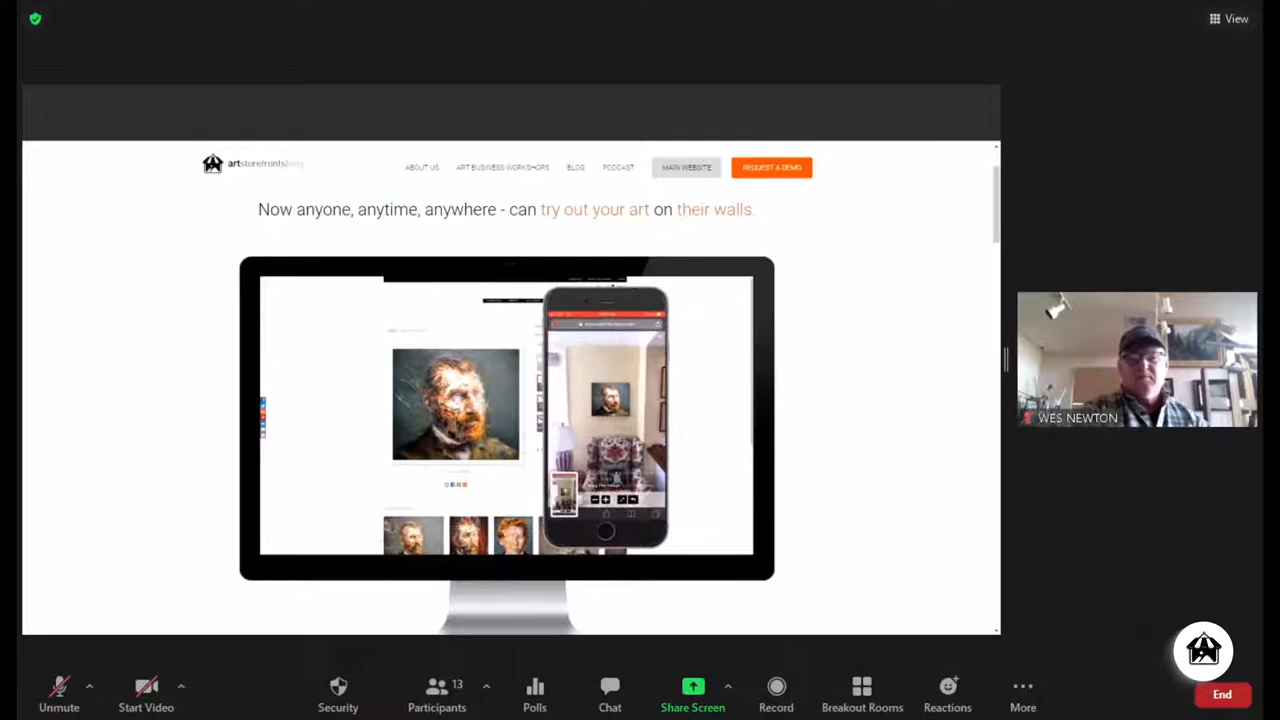 View
artstorefrontsblog
ABOUT US
ART BUSINESS WORKSHOPS
BLOG
PODCAST
MAIN WEBSITE
REQUEST A DEMO
Now anyone, anytime, anywhere - can try out your art on their walls.
WES NEWTON
Unmute
Start Video
Security
Participants
13
Polls
Chat
Share Screen
Record
Breakout Rooms
Reactions
More
End